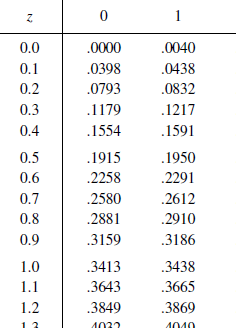 z 0 1
0.0 .0000 .0040
0.1 .0398 .0438
0.2 .0793 .0832
0.3 .1179 .1217
0.4 .1554 .1591
0.5 .1915 .1950
0.6 .2258 .2291
0.7 .2580 .2612
0.8 .2881 .2910
0.9 .3159 .3186
1.0 .3413 .3438
1.1 .3643 .3665
1.2 .3849 .3869
1.3 .4032 .4049